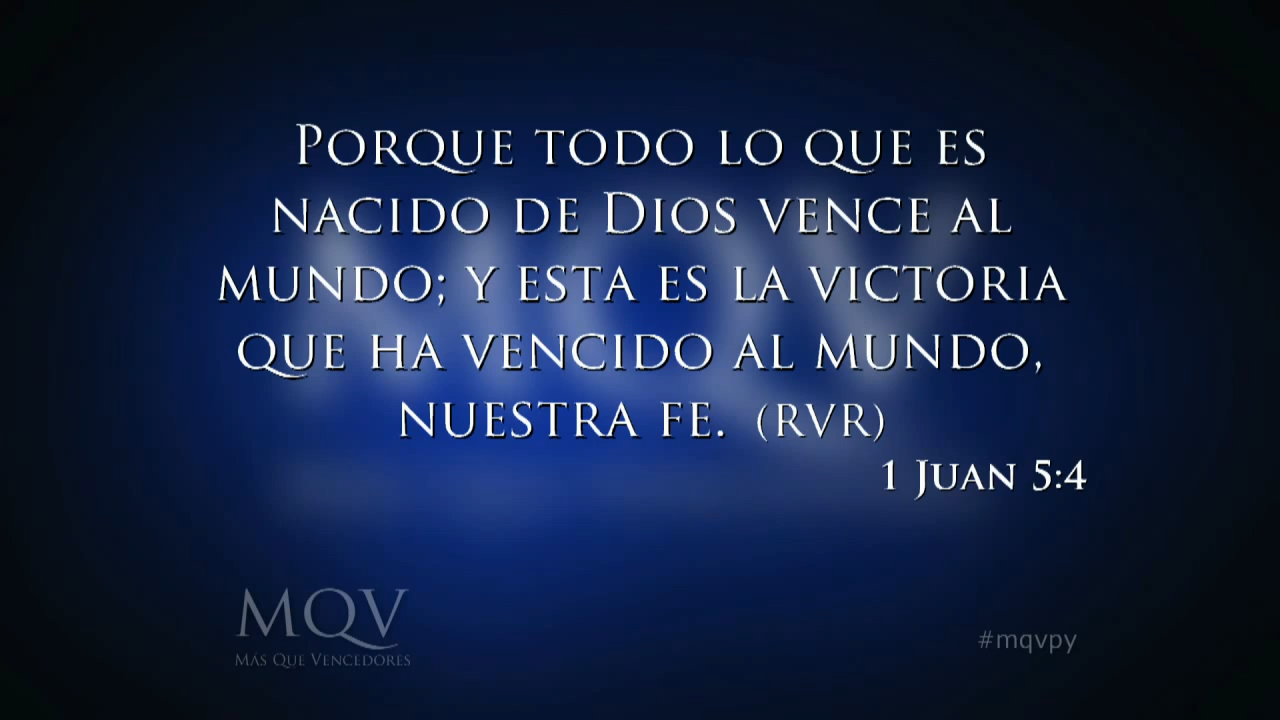 Porque todo lo que es
nacido de Dios vence al
mundo; y esta es la victoria
que ha vencido al mundo,
nuestra fe. (RVR)
1 Juan 5:4
MQV
Más Que Vencedores
#mqvpy